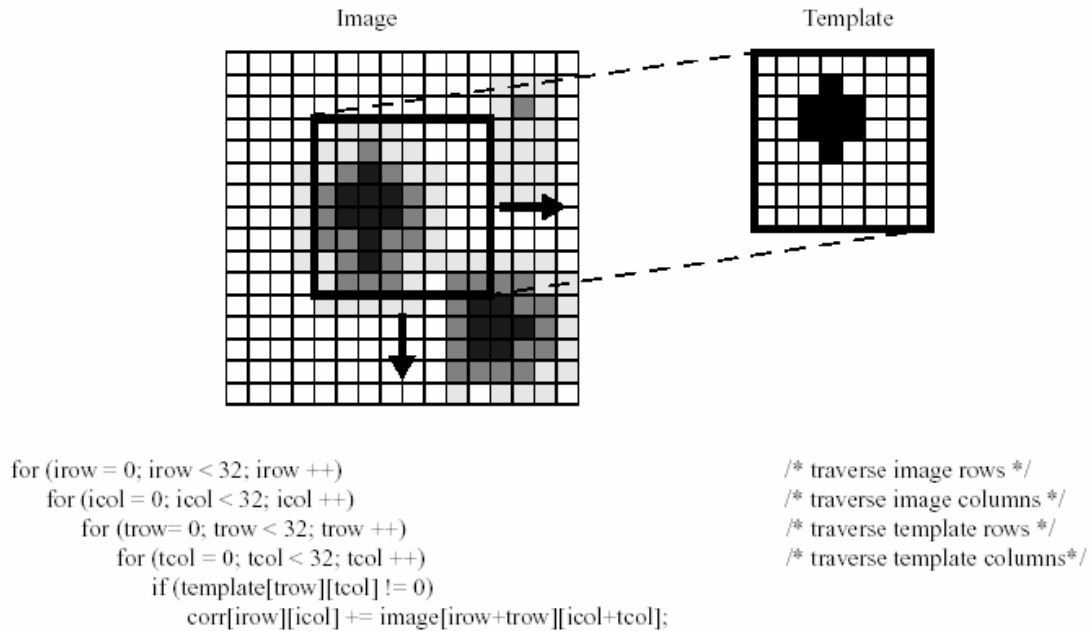 Image
Template
for (irow = 0; irow < 32; irow ++) /* traverse image rows */
for (icol = 0; icol < 32; icol ++) /* traverse image columns */
for (trow= 0; trow < 32; trow ++) /* traverse template rows */
for (tcol = 0; tcol < 32; tcol ++) /* traverse template columns*/
if (template[trow][tcol] != 0)
corr[irow][icol] += image[irow+trow][icol+tcol];